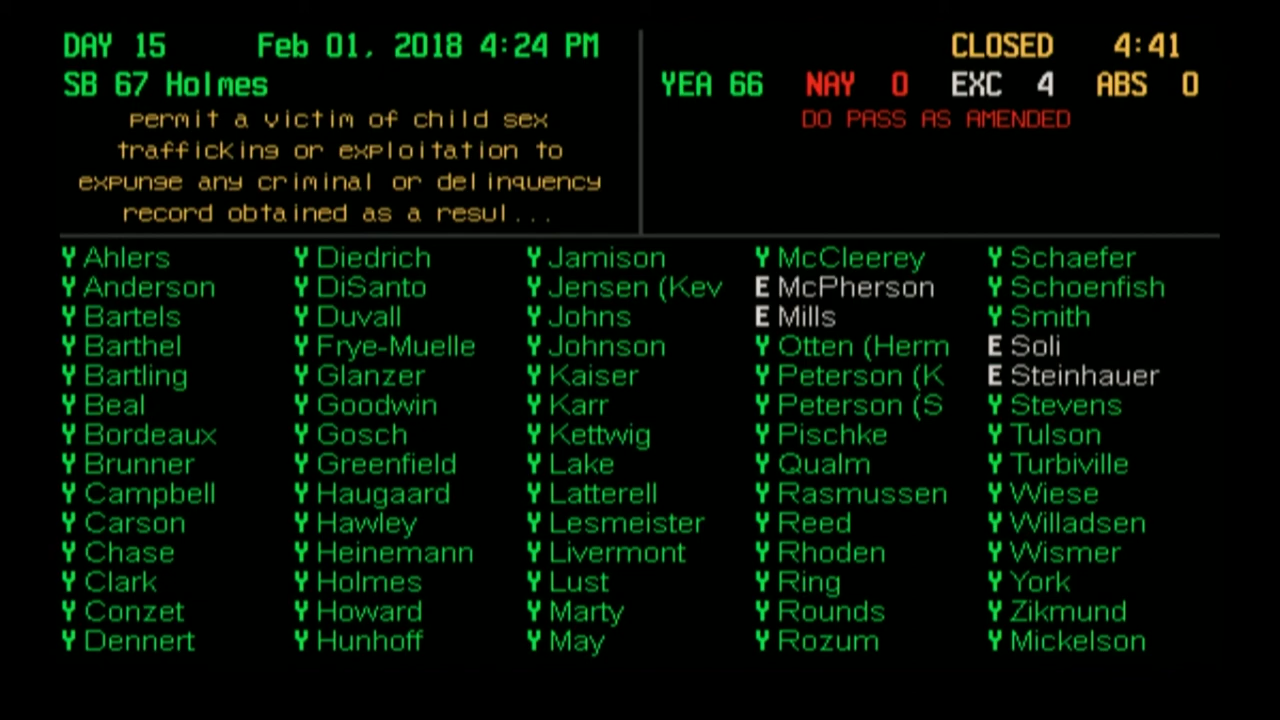 DAY 15 Feb 01, 2018 4:24 PM
SB 67 Holmes
permit a victim of child sex
trafficking or exploitation to
expunge any criminal or delinquency
record obtained as a resul...
CLOSED 4:41
YEA 66 NAY 0 EXC 4 ABS 0
DO PASS AS AMENDED
Y Ahlers Y Diedrich Y Jamison Y McCleerey Y Schaefer
Y Anderson Y DiSanto Y Jensen (Kev E McPherson Y Schoenfish
Y Bartels Y Duvall Y Johns E Mills Y Smith
Y Barthel Y Frye-Muelle Y Johnson Y Otten (Herm E Soli
Y Bartling Y Glanzer Y Kaiser Y Peterson (K E Steinhauer
Y Beal Y Goodwin Y Karr Y Peterson (S Y Stevens
Y Bordeaux Y Gosch Y Kettwig Y Pischke Y Tulson
Y Brunner Y Greenfield Y Lake Y Qualm Y Turbiville
Y Campbell Y Haugaard Y Latterell Y Rasmussen Y Wiese
Y Carson Y Hawley Y Lesmeister Y Reed Y Willadsen
Y Chase Y Heinemann Y Livermont Y Rhoden Y Wismer
Y Clark Y Holmes Y Lust Y Ring Y York
Y Conzet Y Howard Y Marty Y Rounds Y Zikmund
Y Dennert Y Hunhoff Y May Y Rozum Y Mickelson